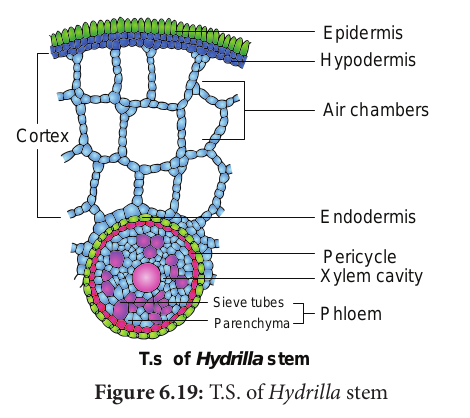 Epidermis
Hypodermis
Air chambers
Cortex
Endodermis
Pericycle
Xylem cavity
Sieve tubes
Phloem
Parenchyma
T.s of Hydrilla stem
Figure 6.19: T.S. of Hydrilla stem